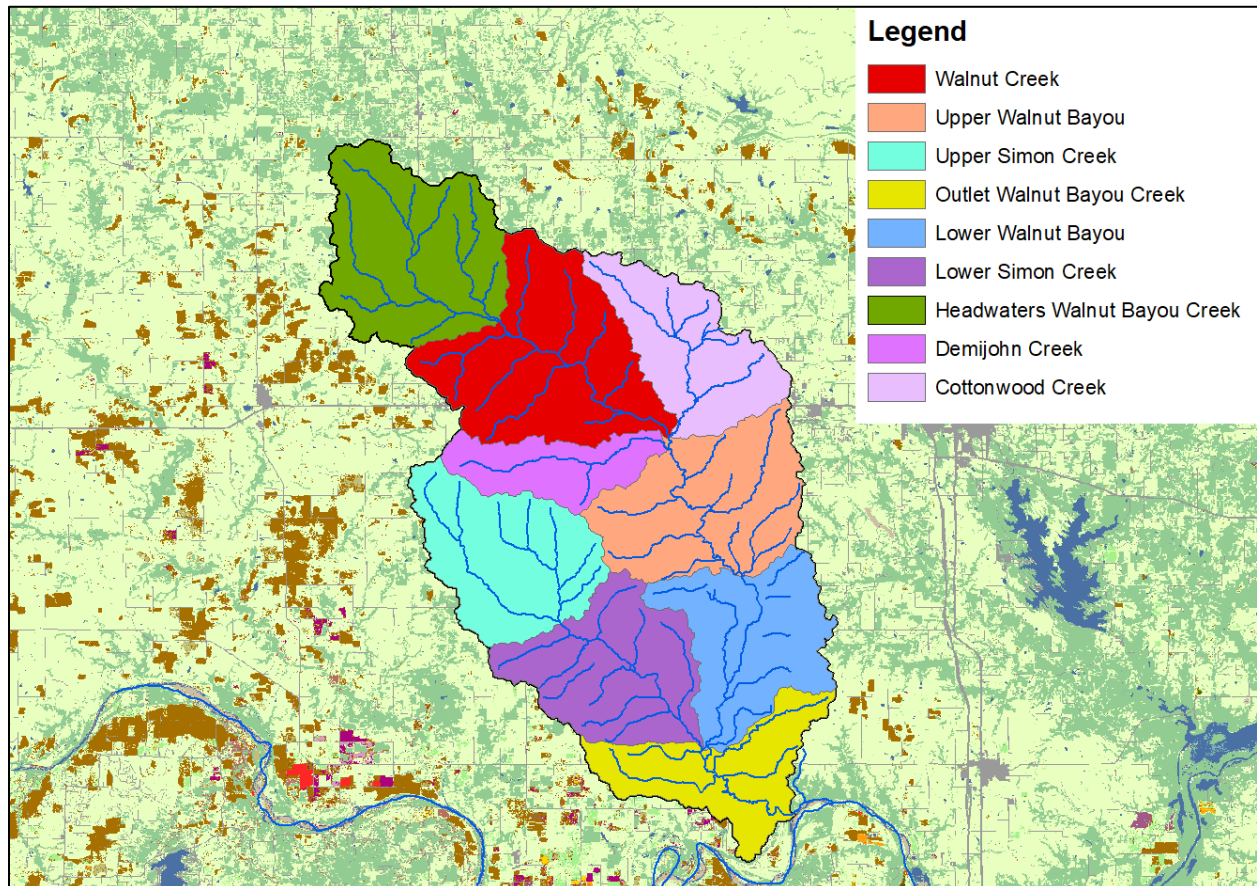 Legend
Walnut Creek
Upper Walnut Bayou
Upper Simon Creek
Outlet Walnut Bayou Creek
Lower Walnut Bayou
Lower Simon Creek
Headwaters Walnut Bayou Creek
Demijohn Creek
Cottonwood Creek